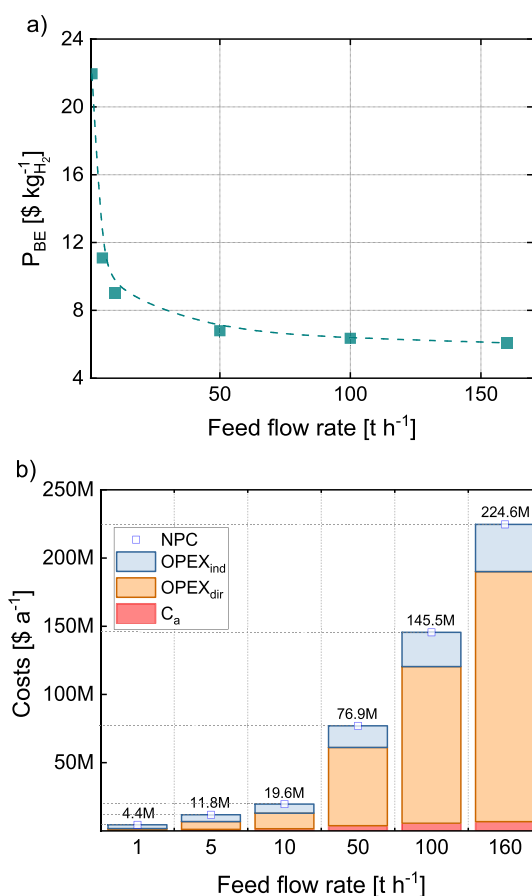 a)
24
20
16
12
8
4
P_BE [$ kg_H₂^-1]
50
100
150
Feed flow rate [t h⁻¹]
b)
250M
200M
150M
100M
50M
Costs [$ a⁻¹]
NPC
OPEX_ind
OPEX_dir
C_a
4.4M
11.8M
19.6M
76.9M
145.5M
224.6M
1
5
10
50
100
160
Feed flow rate [t h⁻¹]